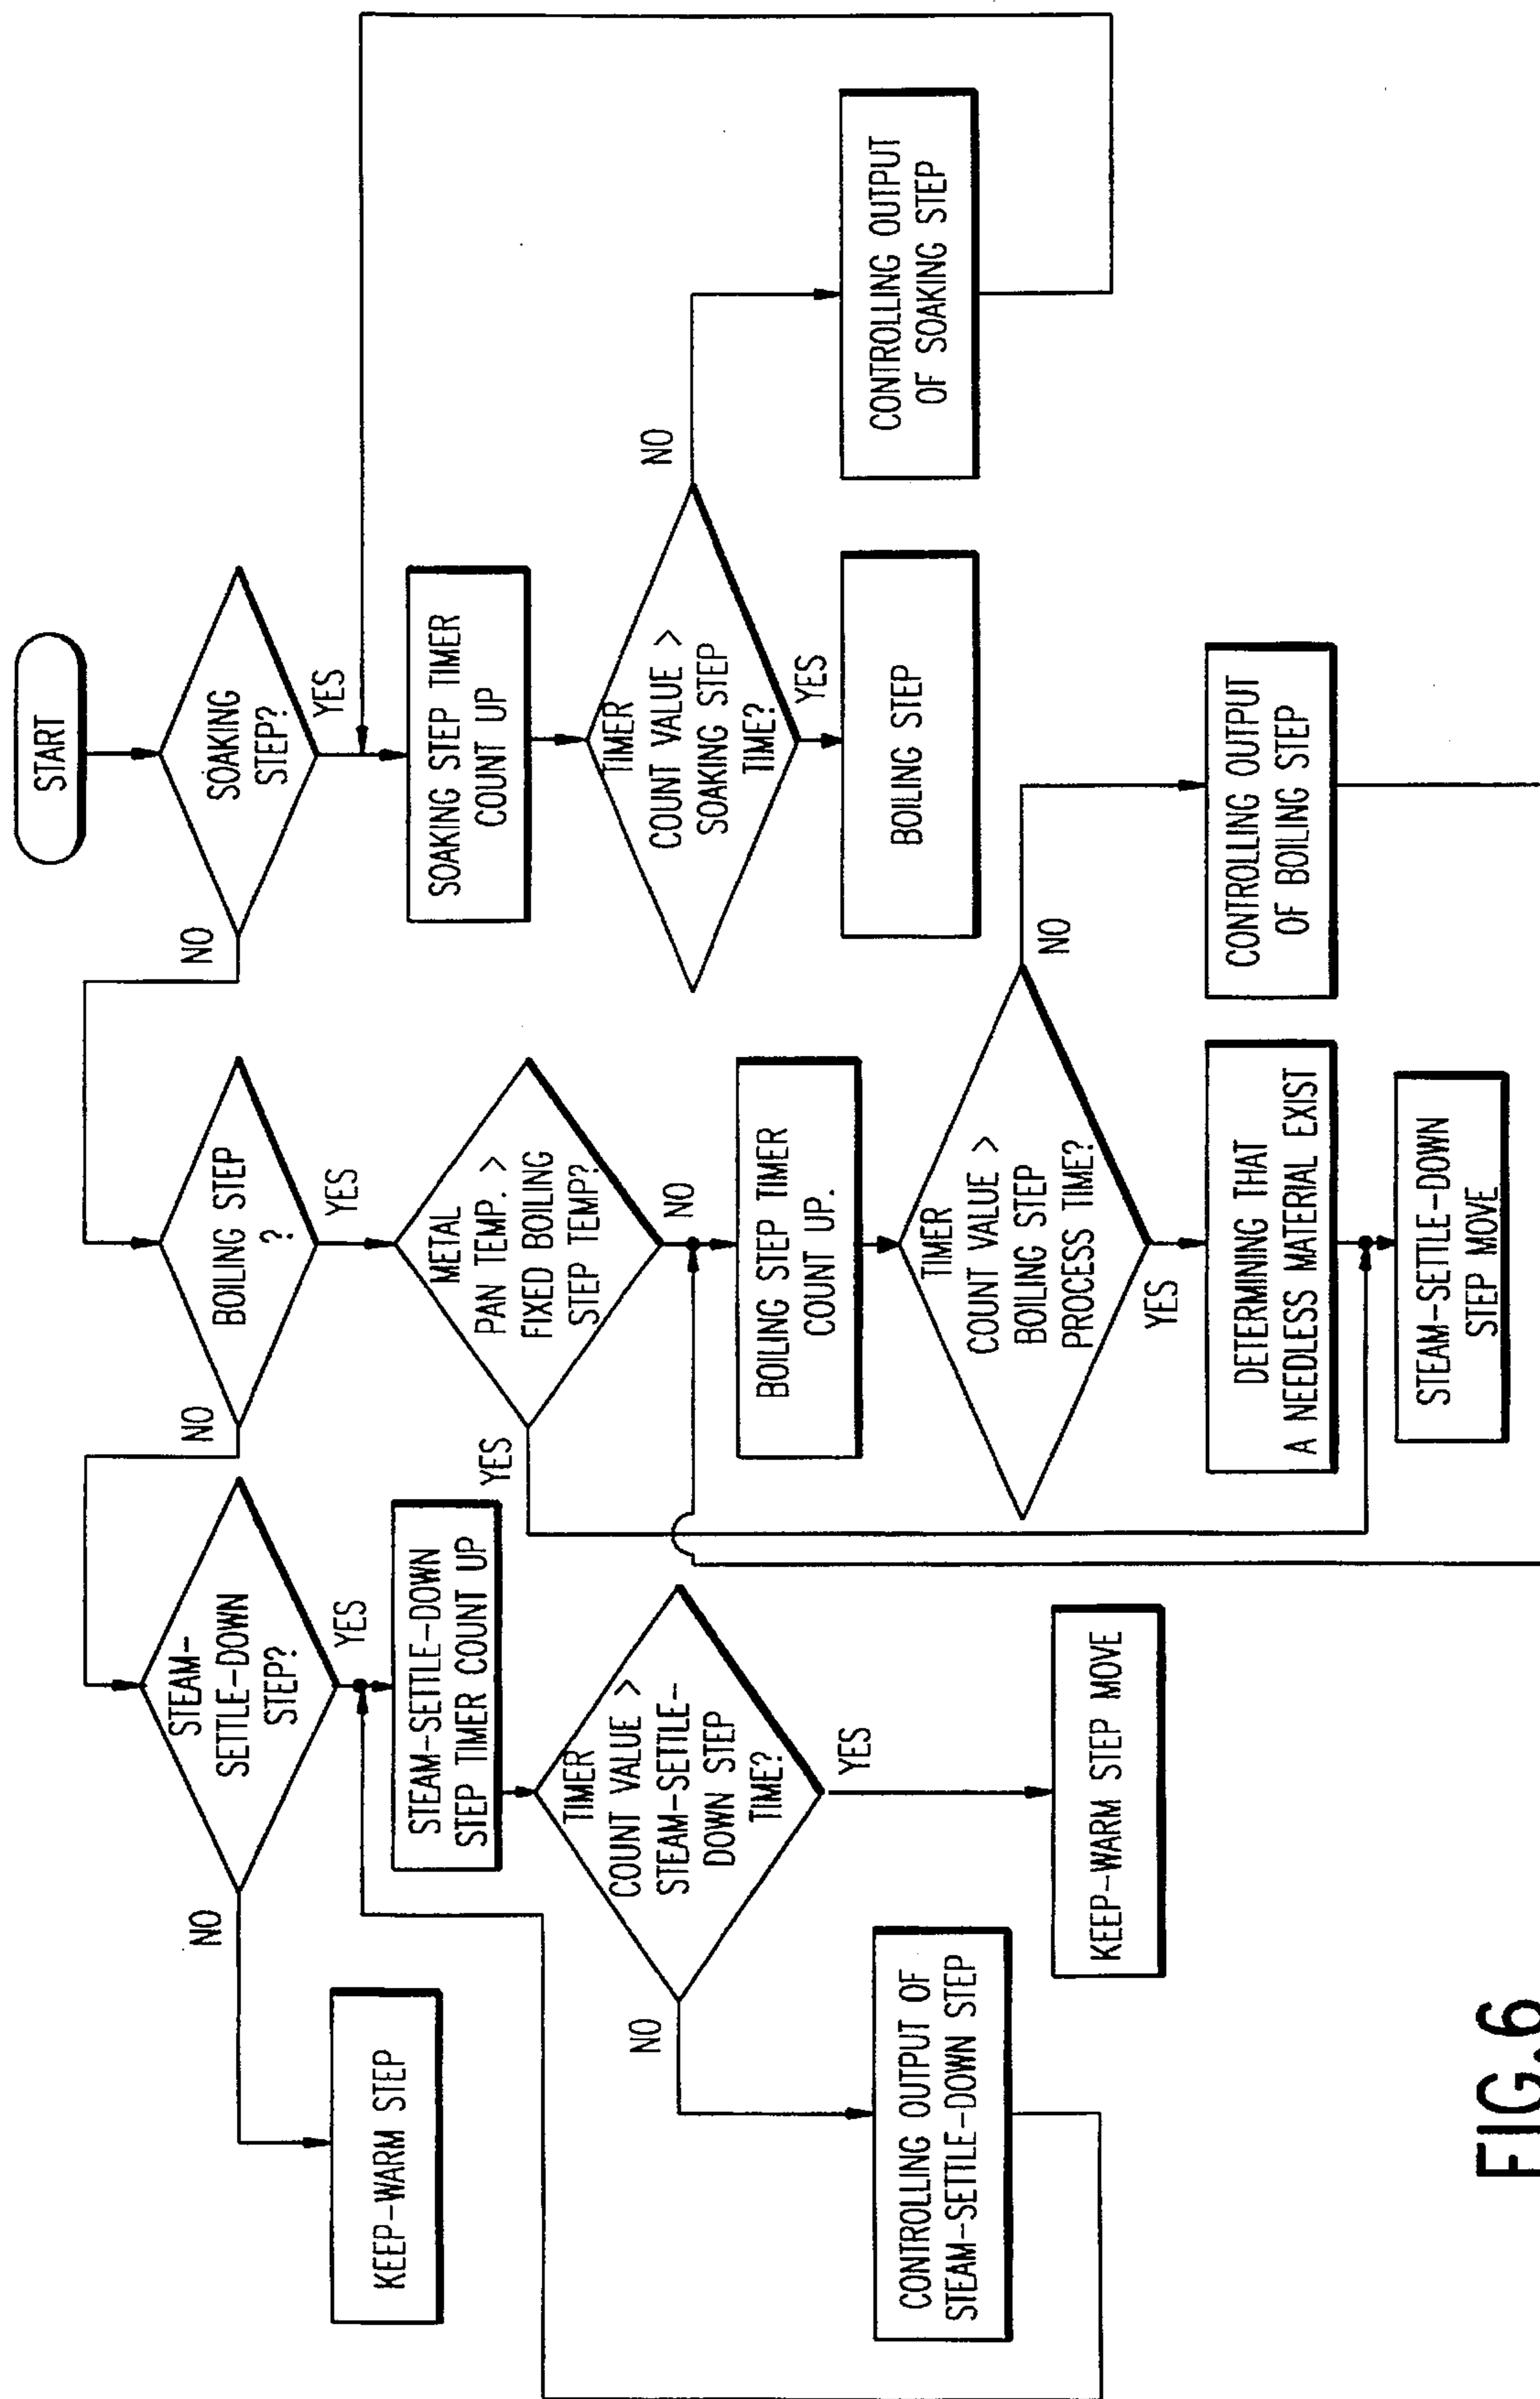 START
SOAKING
STEP?
NO
YES
SOAKING STEP TIMER
COUNT UP
TIMER
COUNT VALUE >
SOAKING STEP
TIME?
NO
YES
CONTROLLING OUTPUT
OF SOAKING STEP
BOILING STEP
BOILING STEP
?
NO
YES
METAL
PAN TEMP. >
FIXED BOILING
STEP TEMP?
YES
NO
BOILING STEP TIMER
COUNT UP.
TIMER
COUNT VALUE >
BOILING STEP
PROCESS TIME?
NO
YES
CONTROLLING OUTPUT
OF BOILING STEP
DETERMINING THAT
A NEEDLESS MATERIAL EXIST
STEAM-SETTLE-DOWN
STEP MOVE
STEAM-
SETTLE-DOWN
STEP?
NO
YES
KEEP-WARM STEP
STEAM-SETTLE-DOWN
STEP TIMER COUNT UP
TIMER
COUNT VALUE >
STEAM-SETTLE-
DOWN STEP
TIME?
NO
YES
CONTROLLING OUTPUT OF
STEAM-SETTLE-DOWN STEP
KEEP-WARM STEP MOVE
FIG.6